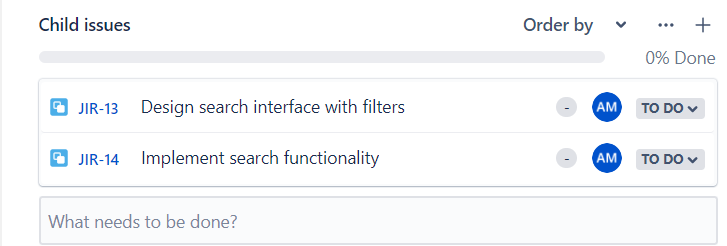 Child issues Order by
0% Done
JIR-13 Design search interface with filters - AM TO DO
JIR-14 Implement search functionality - AM TO DO
What needs to be done?